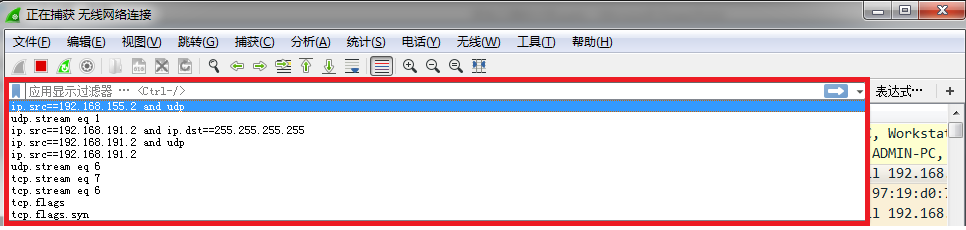 正在捕获 无线网络连接
文件(F) 编辑(E) 视图(V) 跳转(G) 捕获(C) 分析(A) 统计(S) 电话(Y) 无线(W) 工具(T) 帮助(H)
应用显示过滤器 … <Ctrl-/> 表达式… +
ip.src==192.168.155.2 and udp
udp.stream eq 1
ip.src==192.168.191.2 and ip.dst==255.255.255.255
, Workstat
ip.src==192.168.191.2 and udp
ip.src==192.168.191.2
ADMIN-PC,
udp.stream eq 6
ll 192.168.
tcp.stream eq 7
tcp.stream eq 6
97:19:d0:7
tcp.flags
tcp.flags.syn
ll 192.168.